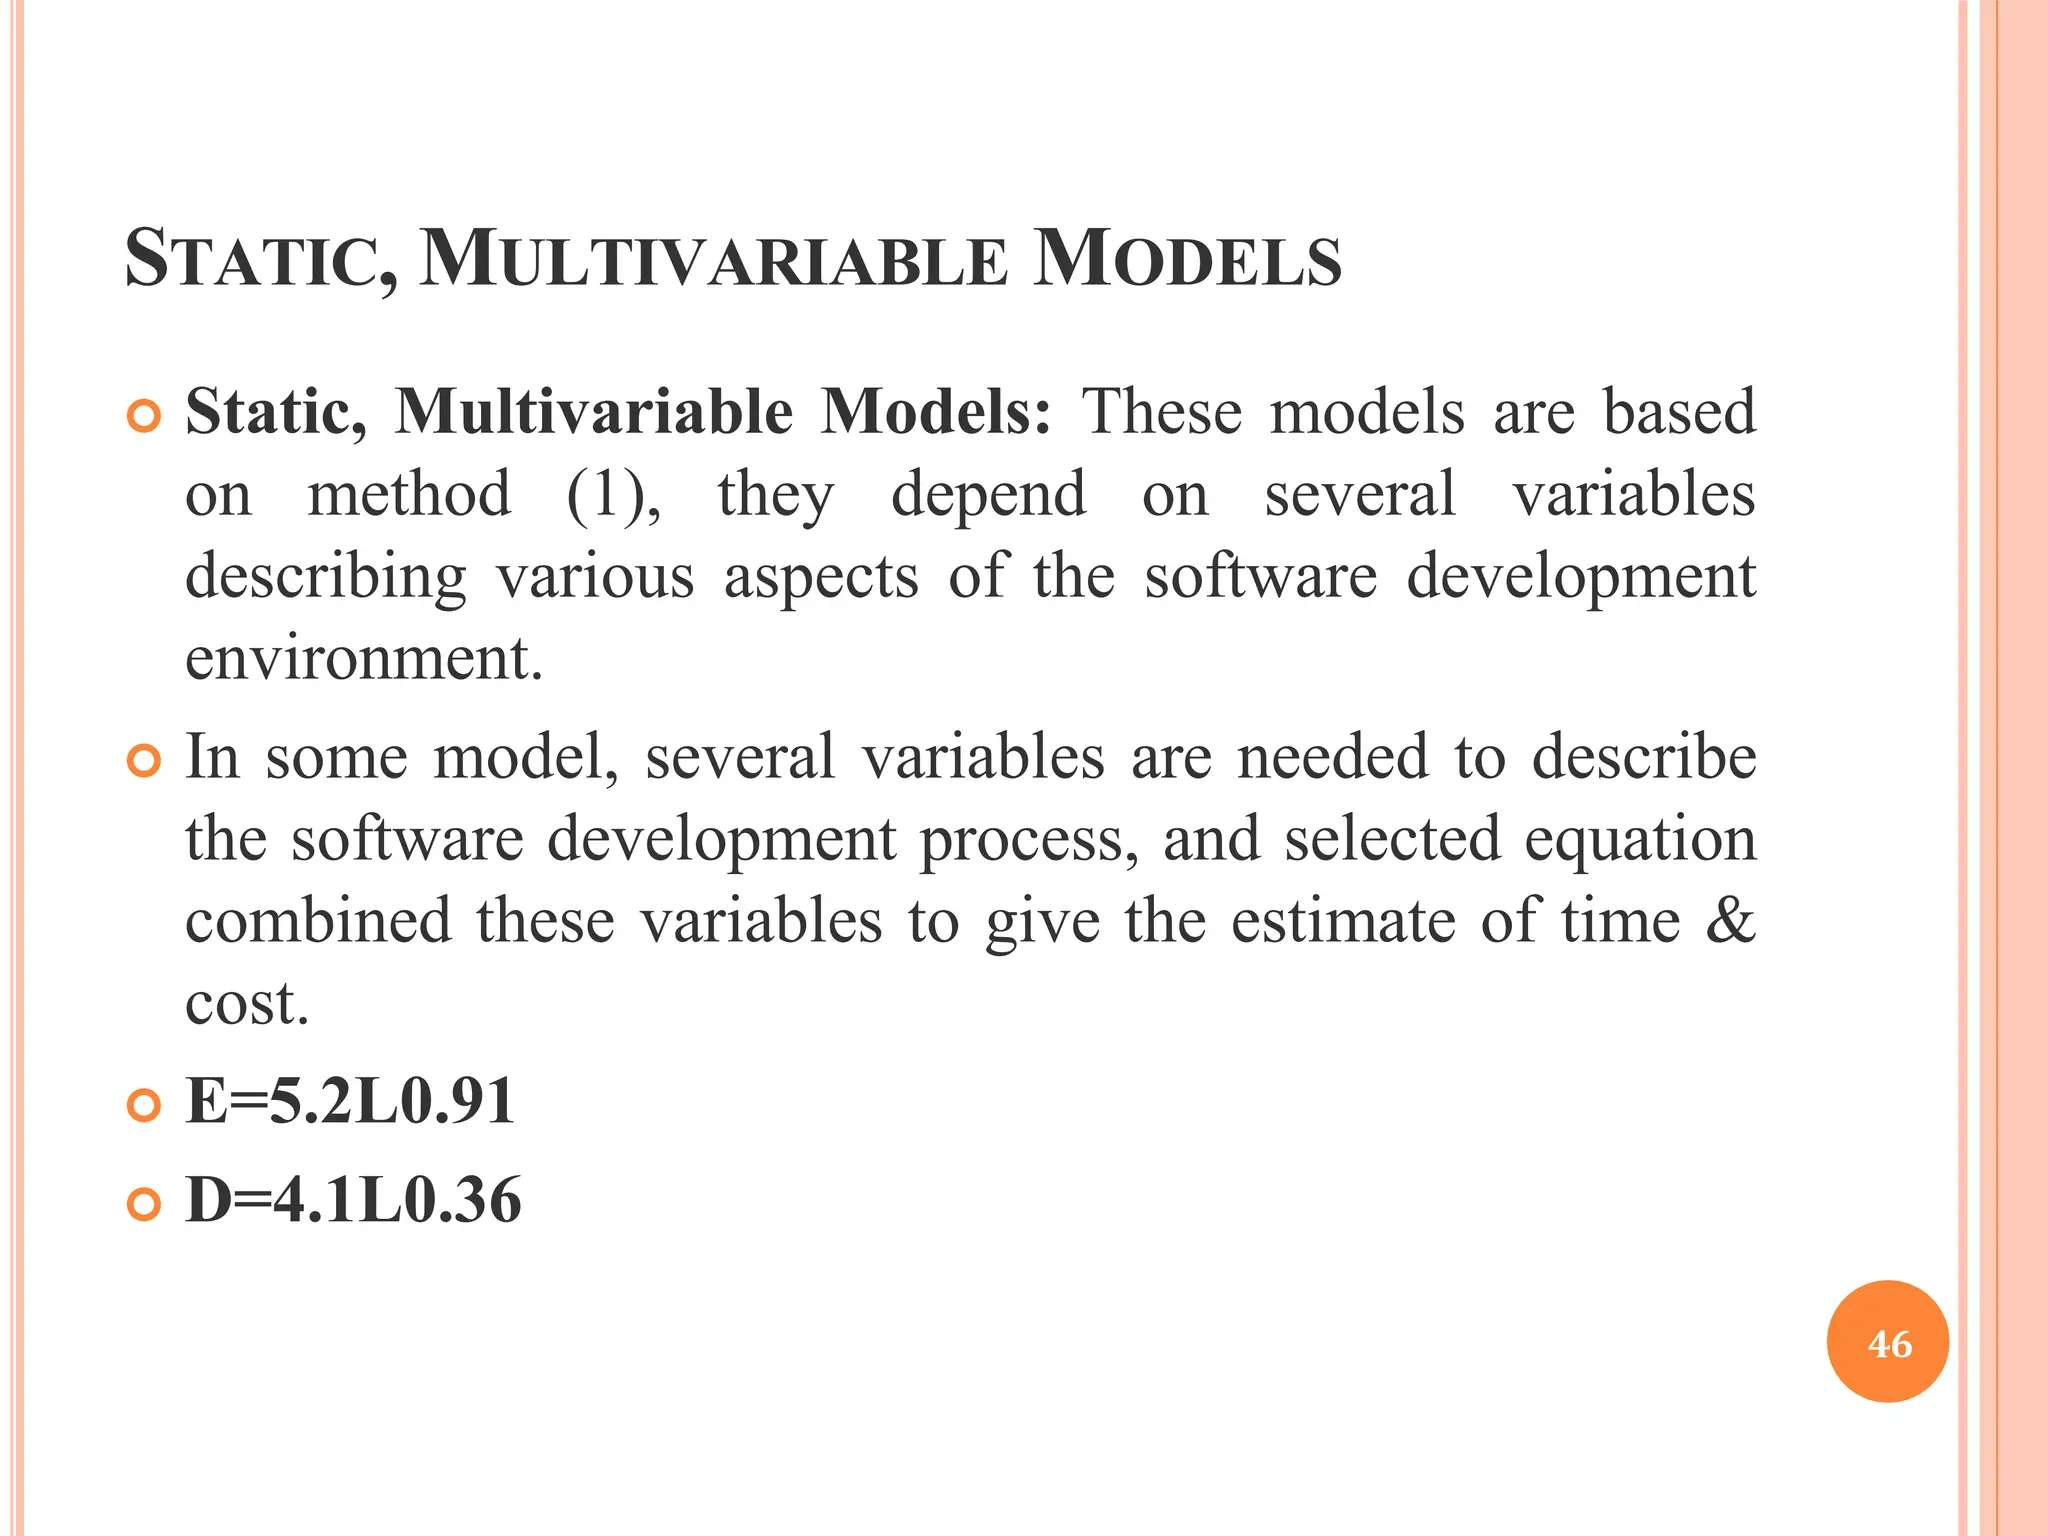 STATIC, MULTIVARIABLE MODELS
Static, Multivariable Models: These models are based
on method (1), they depend on several variables
describing various aspects of the software development
environment.
In some model, several variables are needed to describe
the software development process, and selected equation
combined these variables to give the estimate of time &
cost.
E=5.2L0.91
D=4.1L0.36
46